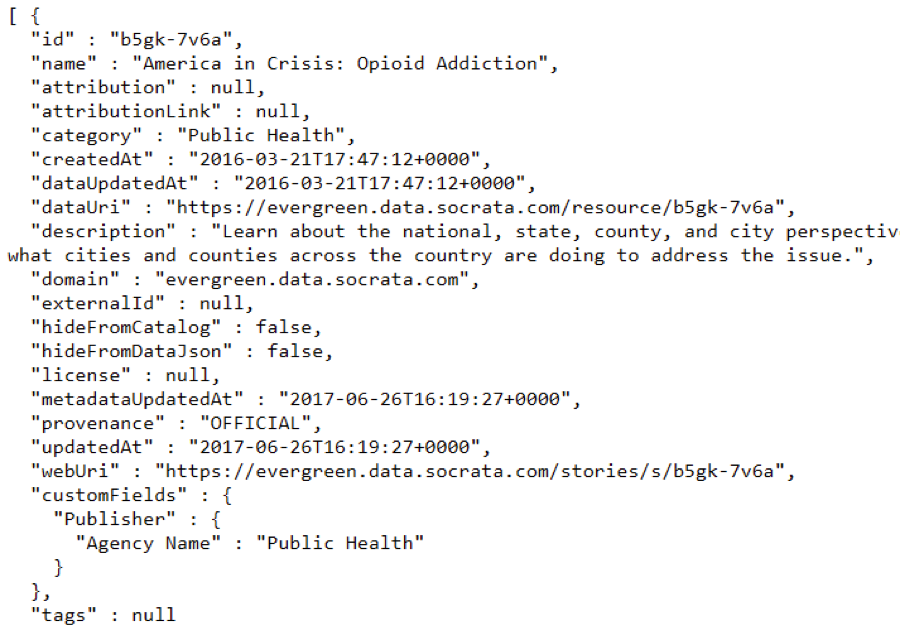 [ {
  "id" : "b5gk-7v6a",
  "name" : "America in Crisis: Opioid Addiction",
  "attribution" : null,
  "attributionLink" : null,
  "category" : "Public Health",
  "createdAt" : "2016-03-21T17:47:12+0000",
  "dataUpdatedAt" : "2016-03-21T17:47:12+0000",
  "dataUri" : "https://evergreen.data.socrata.com/resource/b5gk-7v6a",
  "description" : "Learn about the national, state, county, and city perspectiv
what cities and counties across the country are doing to address the issue.",
  "domain" : "evergreen.data.socrata.com",
  "externalId" : null,
  "hideFromCatalog" : false,
  "hideFromDataJson" : false,
  "license" : null,
  "metadataUpdatedAt" : "2017-06-26T16:19:27+0000",
  "provenance" : "OFFICIAL",
  "updatedAt" : "2017-06-26T16:19:27+0000",
  "webUri" : "https://evergreen.data.socrata.com/stories/s/b5gk-7v6a",
  "customFields" : {
    "Publisher" : {
      "Agency Name" : "Public Health"
    }
  },
  "tags" : null